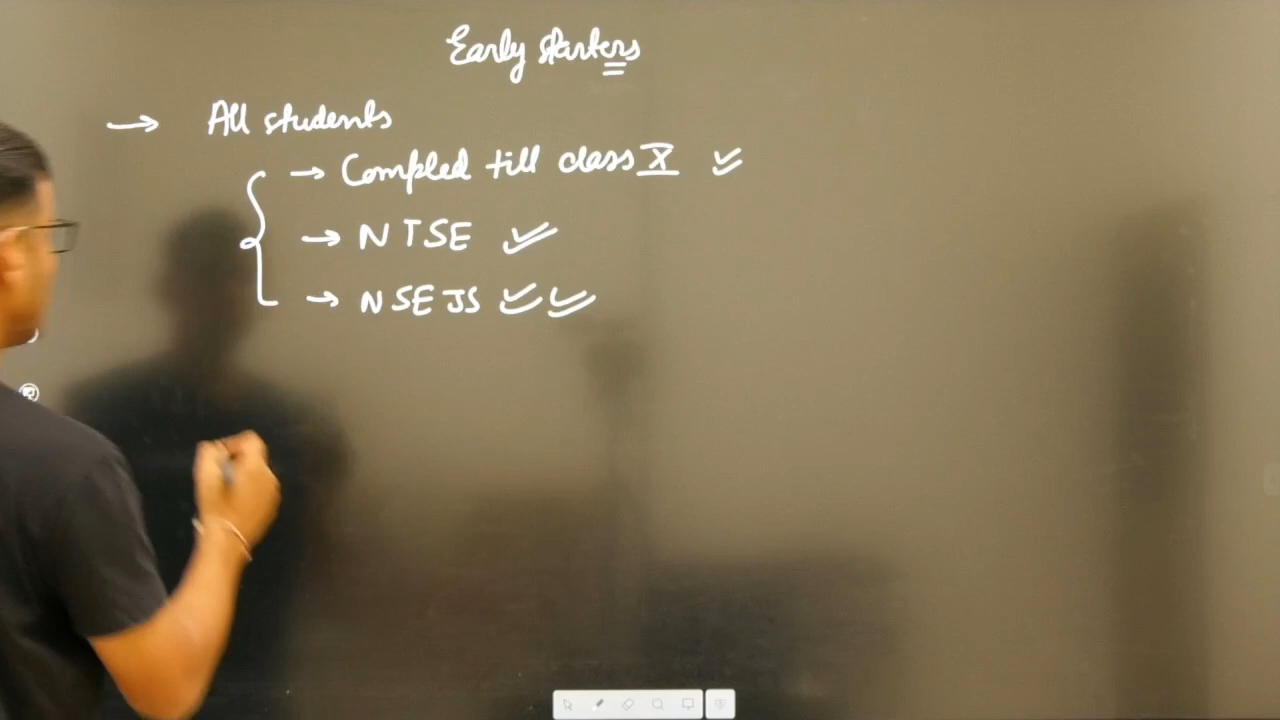 Early starters
→ All students
→ Compled till class X ✓
→ NTSE ✓
→ NSEJS ✓✓